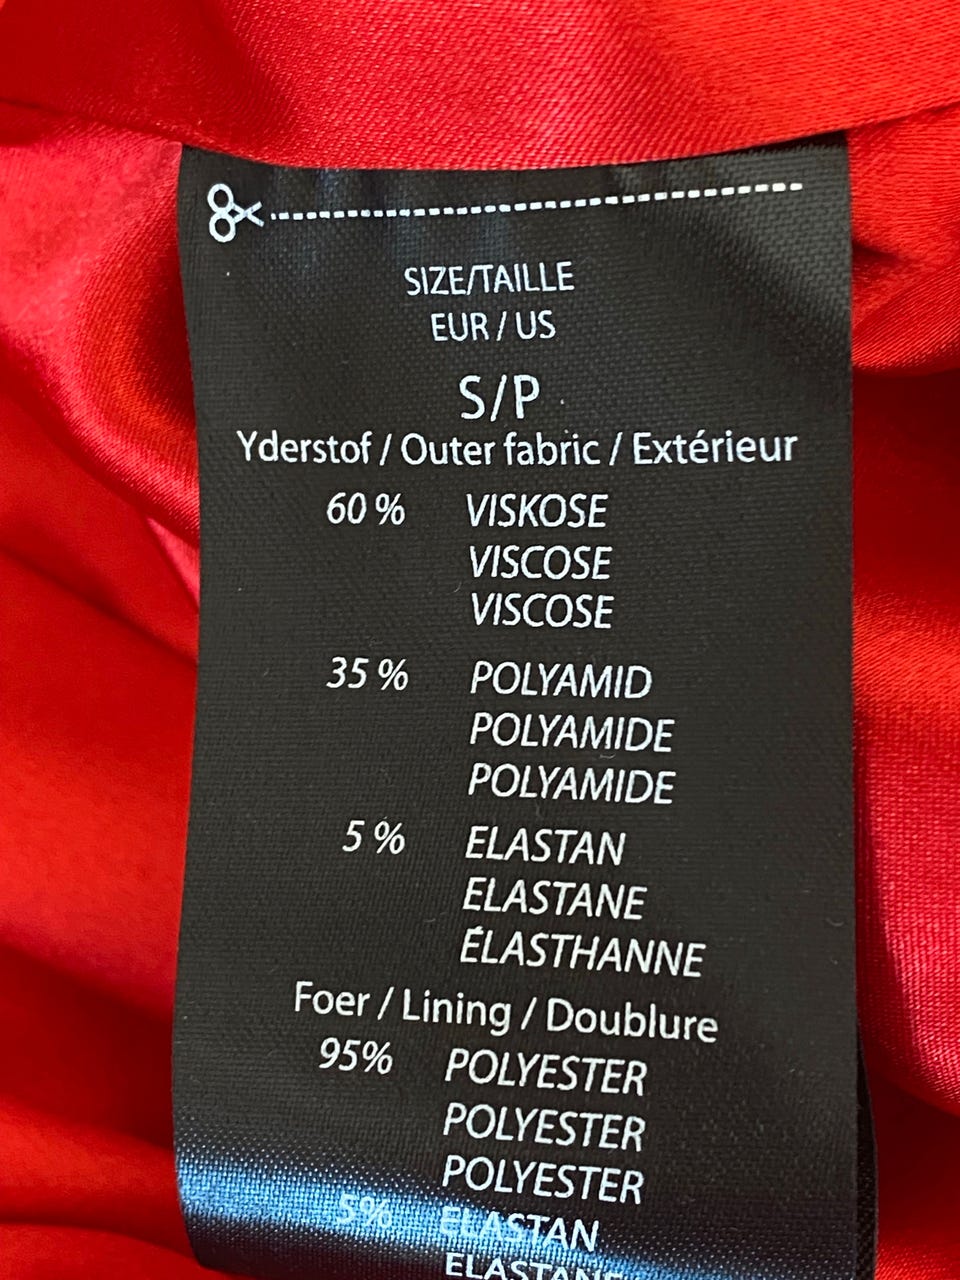 SIZE/TAILLE
EUR / US
S/P
Yderstof / Outer fabric / Extérieur
60 % VISKOSE
VISCOSE
VISCOSE
35 % POLYAMID
POLYAMIDE
POLYAMIDE
5 % ELASTAN
ELASTANE
ÉLASTHANNE
Foer / Lining / Doublure
95% POLYESTER
POLYESTER
POLYESTER
5% ELASTAN
ELASTANE